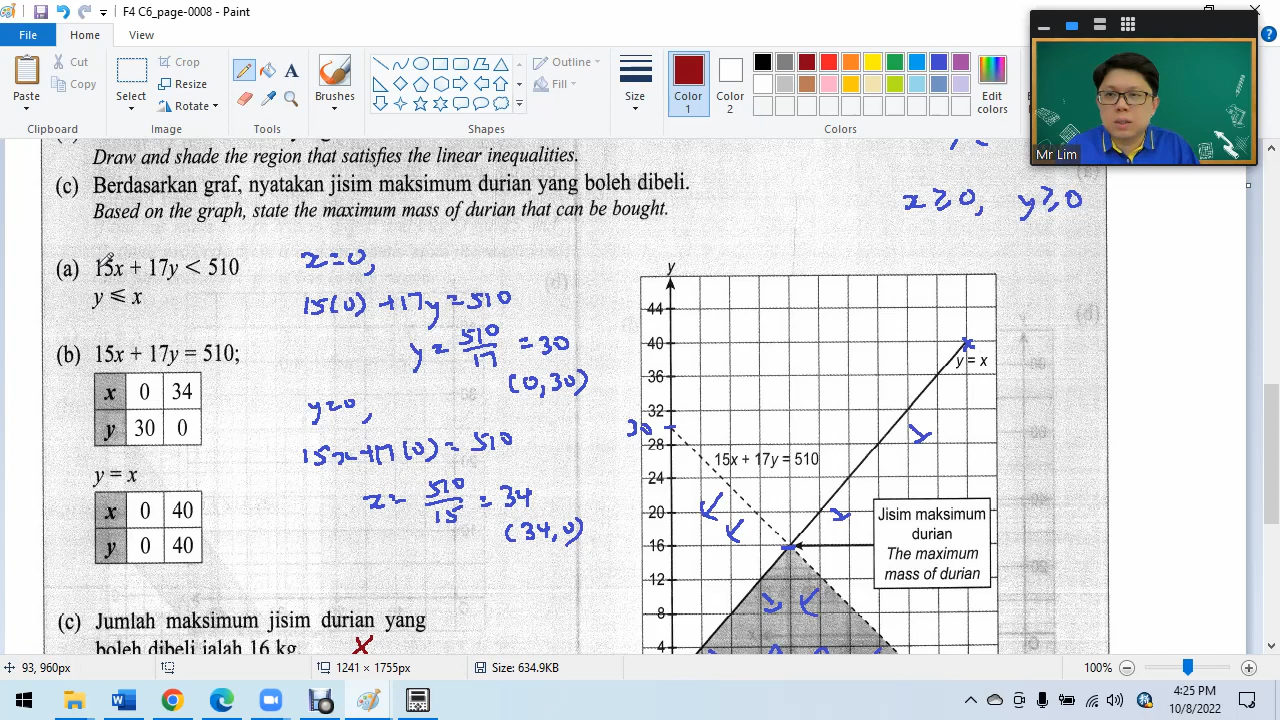 F4 C6_page-0008 - Paint
File Home View
Paste
Cut
Copy
Clipboard
Select
Crop
Resize
Rotate
Image
A
Tools
Brushes
Outline
Fill
Shapes
Size
Color 1
Color 2
Edit colors
Colors
Mr Lim
Draw and shade the region that satisfies the linear inequalities.
(c) Berdasarkan graf, nyatakan jisim maksimum durian yang boleh dibeli.
Based on the graph, state the maximum mass of durian that can be bought.
x ≥ 0, y ≥ 0
(a) 15x + 17y < 510
y ⩽ x
x=0,
15(0) + 17y = 510
y = 510/17 = 30
(0, 30)
(b) 15x + 17y = 510;
x 0 34
y 30 0
y=0,
15x + 17(0) = 510
x = 510/15 = 34
(34, 0)
y = x
x 0 40
y 0 40
(c) Jumlah maksimum jisim durian yang
boleh dibeli ialah 16 kg
x
y
44
40
36
32
30
28
24
20
16
12
8
4
y = x
15x + 17y = 510
Jisim maksimum
durian
The maximum
mass of durian
93, 960px
1241 × 1755px
Size: 634.9KB
100%
4:25 PM
10/8/2022